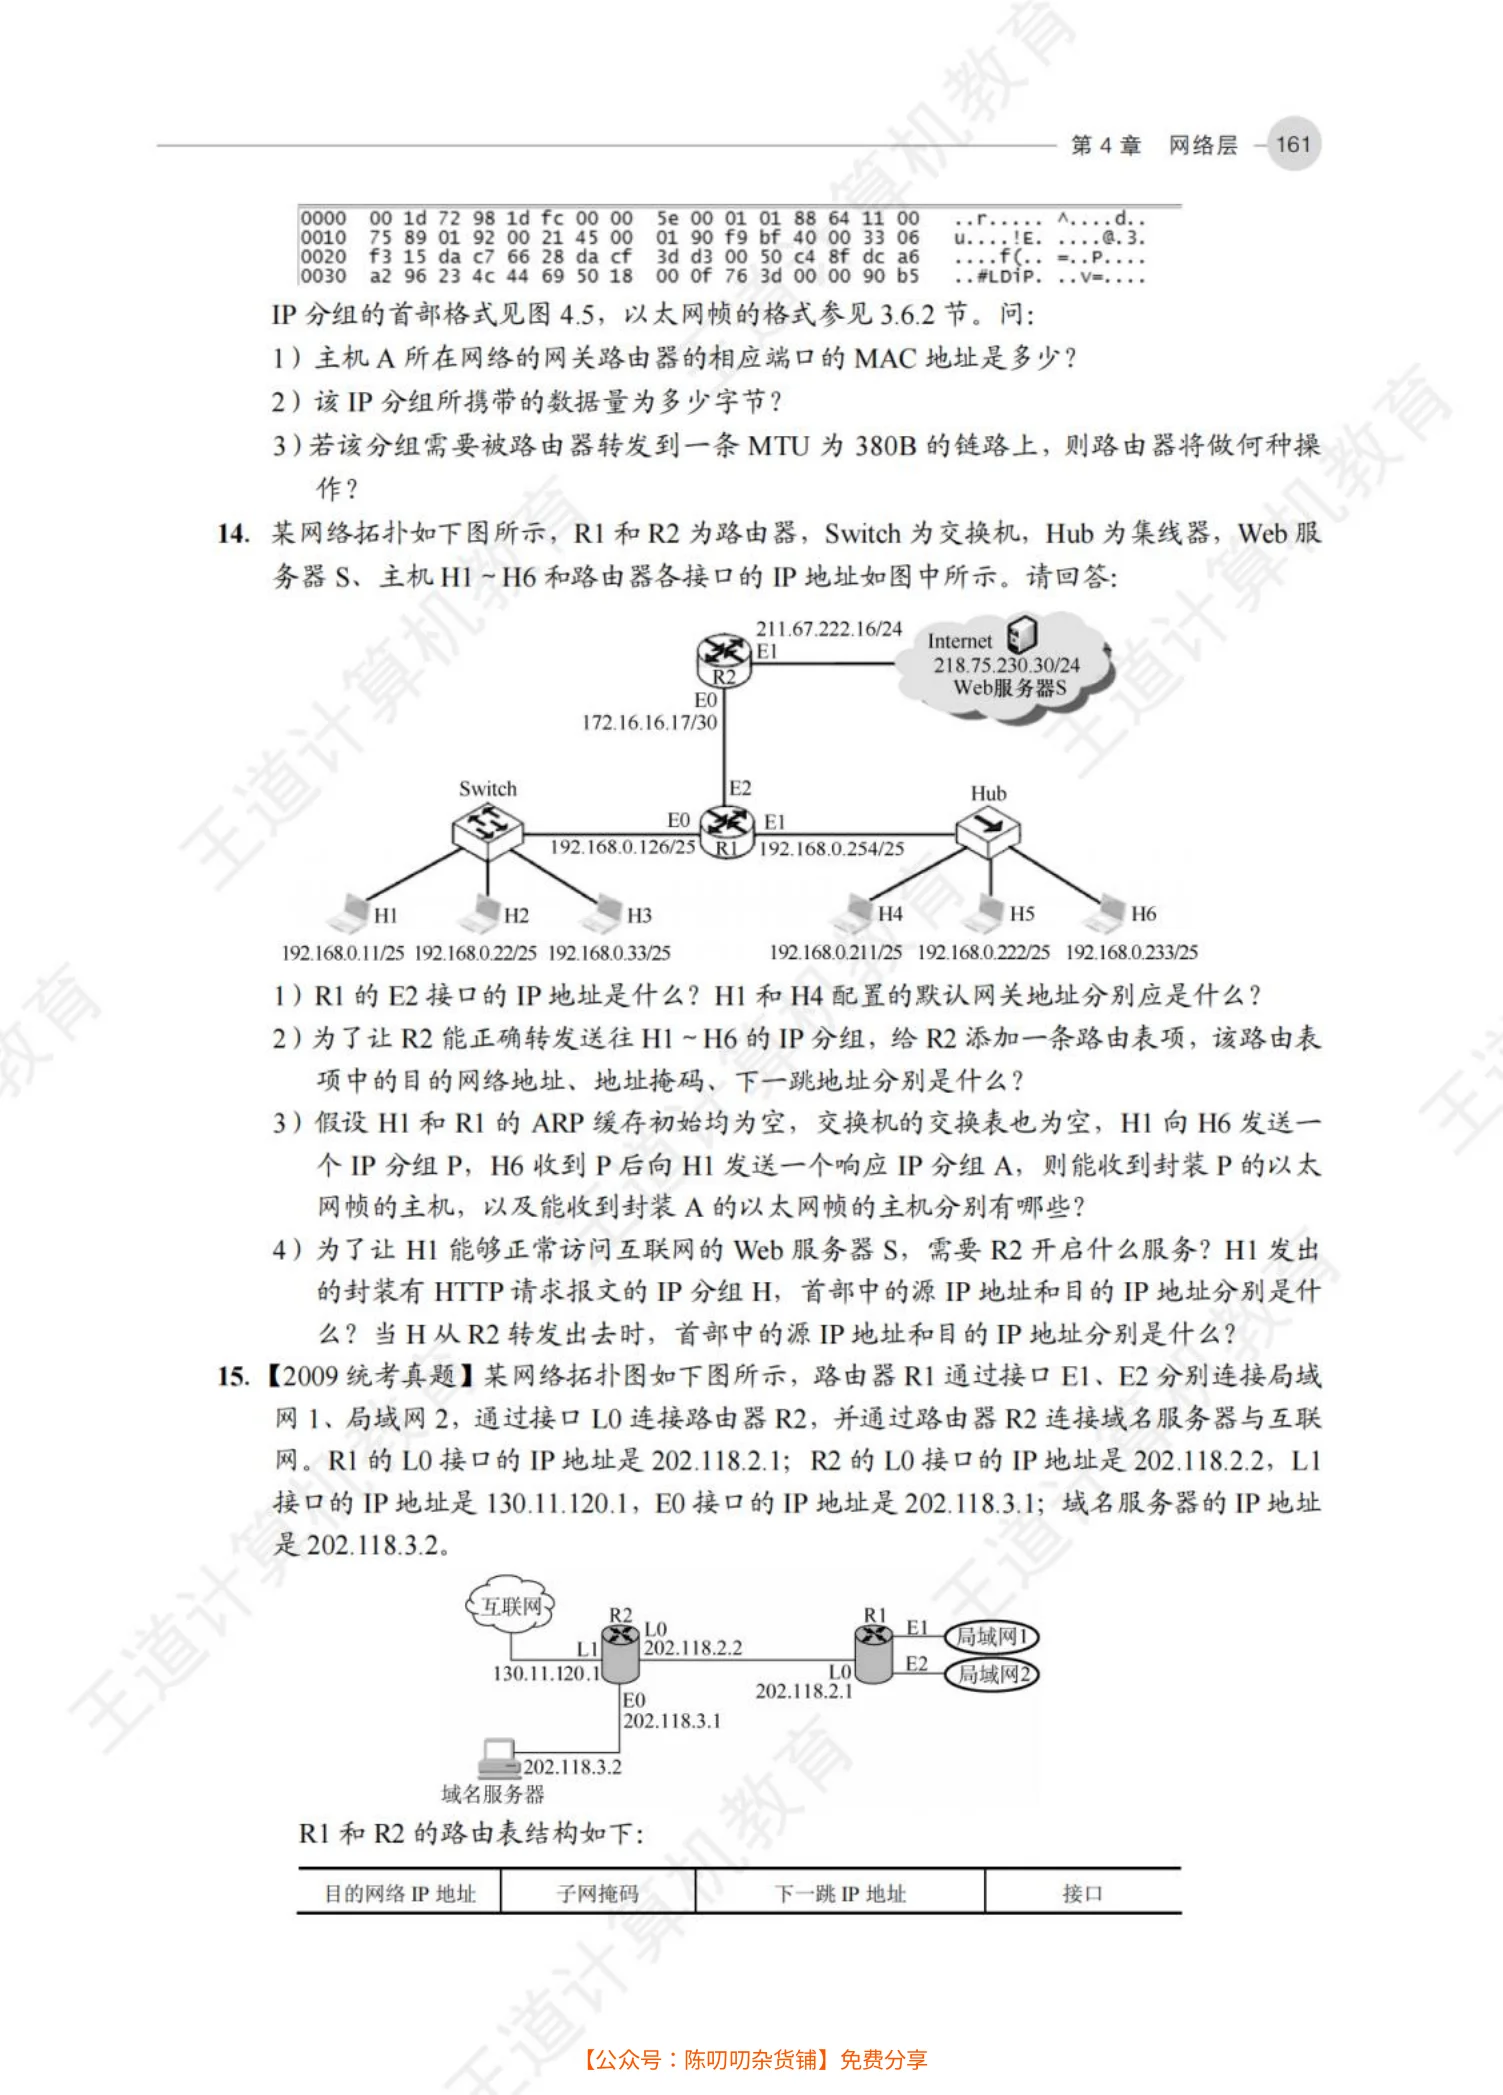 第 4 章　网络层　161
0000  00 1d 72 98 1d fc 00 00  5e 00 01 01 88 64 11 00  ..r..... ^....d..
0010  75 89 01 92 00 21 45 00  01 90 f9 bf 40 00 33 06  u....!E. ....@.3.
0020  f3 15 da c7 66 28 da cf  3d d3 00 50 c4 8f dc a6  ....f(.. =..P....
0030  a2 96 23 4c 44 69 50 18  00 0f 76 3d 00 00 90 b5  ..#LDiP. ..v=....
IP 分组的首部格式见图 4.5，以太网帧的格式参见 3.6.2 节。问：
1）主机 A 所在网络的网关路由器的相应端口的 MAC 地址是多少？
2）该 IP 分组所携带的数据量为多少字节？
3）若该分组需要被路由器转发到一条 MTU 为 380B 的链路上，则路由器将做何种操
作？
14. 某网络拓扑如下图所示，R1 和 R2 为路由器，Switch 为交换机，Hub 为集线器，Web 服
务器 S、主机 H1 ~ H6 和路由器各接口的 IP 地址如图中所示。请回答：
211.67.222.16/24
E1
R2
Internet
218.75.230.30/24
Web服务器S
E0
172.16.16.17/30
Switch
E2
Hub
E0
E1
192.168.0.126/25
R1
192.168.0.254/25
H1
H2
H3
H4
H5
H6
192.168.0.11/25 192.168.0.22/25 192.168.0.33/25
192.168.0.211/25 192.168.0.222/25 192.168.0.233/25
1）R1 的 E2 接口的 IP 地址是什么？H1 和 H4 配置的默认网关地址分别应是什么？
2）为了让 R2 能正确转发送往 H1 ~ H6 的 IP 分组，给 R2 添加一条路由表项，该路由表
项中的目的网络地址、地址掩码、下一跳地址分别是什么？
3）假设 H1 和 R1 的 ARP 缓存初始均为空，交换机的交换表也为空，H1 向 H6 发送一
个 IP 分组 P，H6 收到 P 后向 H1 发送一个响应 IP 分组 A，则能收到封装 P 的以太
网帧的主机，以及能收到封装 A 的以太网帧的主机分别有哪些？
4）为了让 H1 能够正常访问互联网的 Web 服务器 S，需要 R2 开启什么服务？H1 发出
的封装有 HTTP 请求报文的 IP 分组 H，首部中的源 IP 地址和目的 IP 地址分别是什
么？当 H 从 R2 转发出去时，首部中的源 IP 地址和目的 IP 地址分别是什么？
15.【2009 统考真题】某网络拓扑图如下图所示，路由器 R1 通过接口 E1、E2 分别连接局域
网 1、局域网 2，通过接口 L0 连接路由器 R2，并通过路由器 R2 连接域名服务器与互联
网。R1 的 L0 接口的 IP 地址是 202.118.2.1；R2 的 L0 接口的 IP 地址是 202.118.2.2，L1
接口的 IP 地址是 130.11.120.1，E0 接口的 IP 地址是 202.118.3.1；域名服务器的 IP 地址
是 202.118.3.2。
互联网
R2
L0
202.118.2.2
L1
130.11.120.1
R1
E1
局域网1
E2
局域网2
L0
202.118.2.1
E0
202.118.3.1
202.118.3.2
域名服务器
R1 和 R2 的路由表结构如下：
目的网络 IP 地址　子网掩码　下一跳 IP 地址　接口
王道计算机教育
【公众号：陈叨叨杂货铺】免费分享